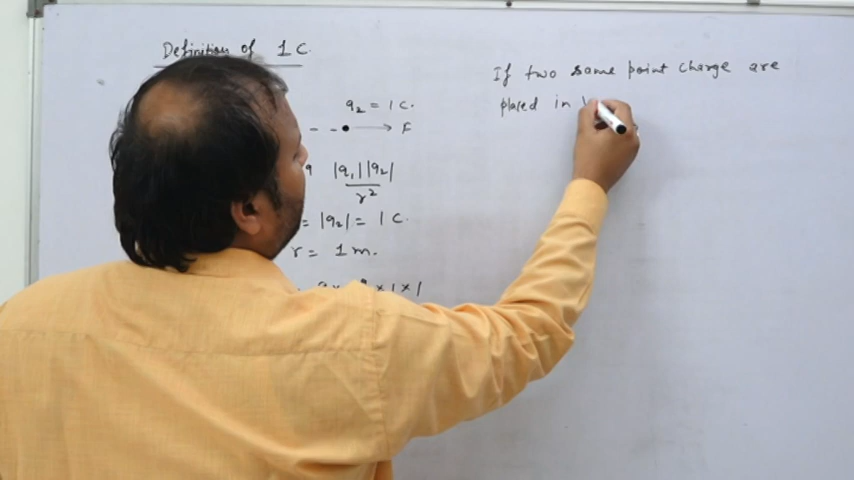 Definition of 1 C.
q₂ = 1 C.
F
|q₁| |q₂|
r²
= |q₂| = 1 C.
r = 1 m.
× 1 × 1
If two same point charge are
placed in